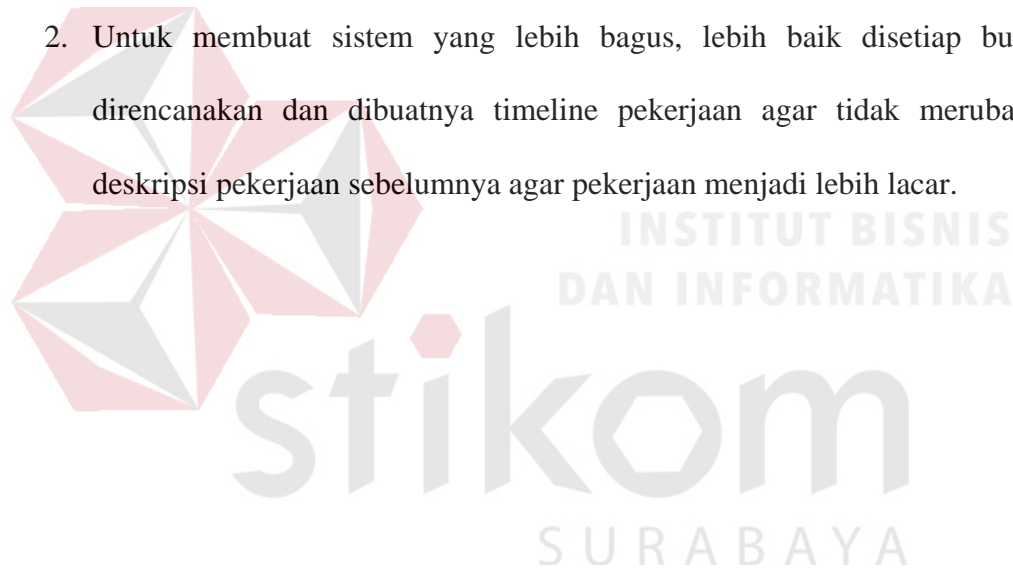 2. Untuk membuat sistem yang lebih bagus, lebih baik disetiap bu
direncanakan dan dibuatnya timeline pekerjaan agar tidak meruba
deskripsi pekerjaan sebelumnya agar pekerjaan menjadi lebih lacar.
INSTITUT BISNIS
DAN INFORMATIKA
stikom
SURABAYA